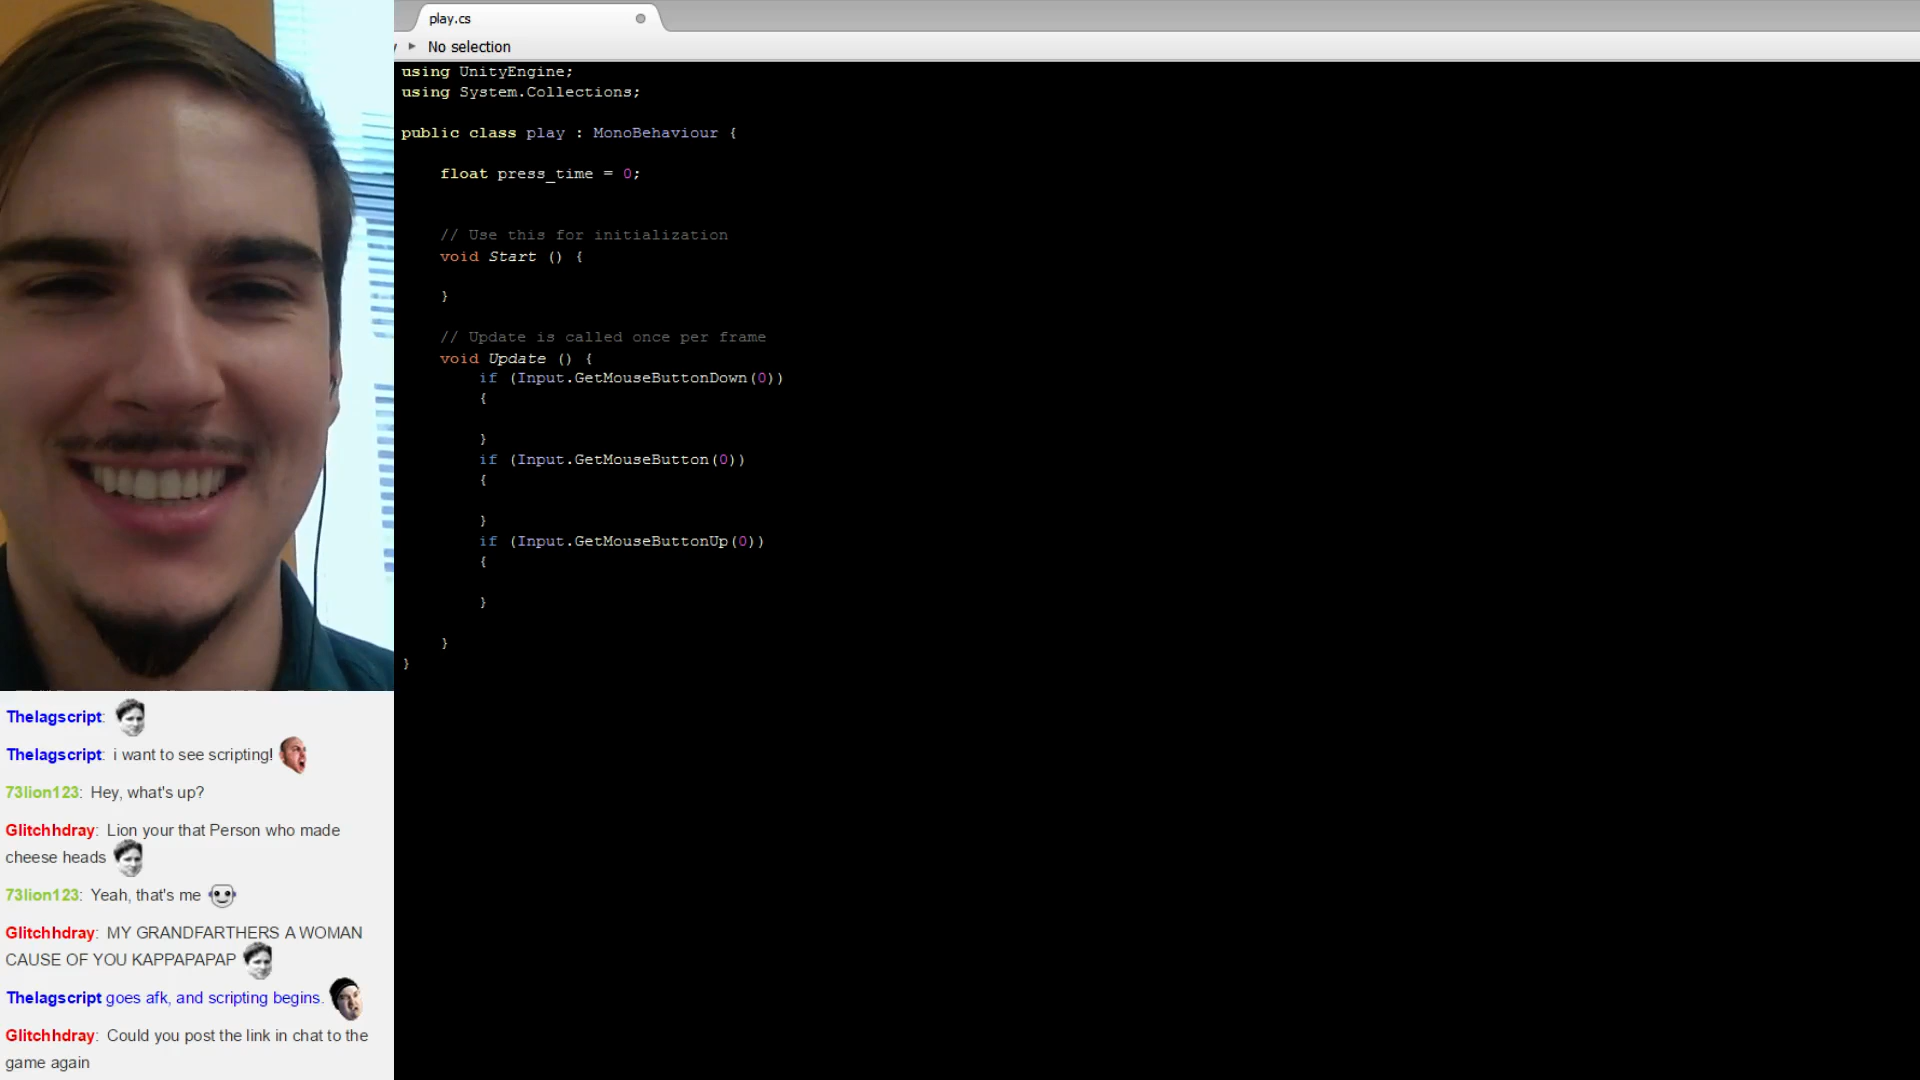 play.cs
No selection
using UnityEngine;
using System.Collections;
public class play : MonoBehaviour {
float press_time = 0;
// Use this for initialization
void Start () {
}
// Update is called once per frame
void Update () {
if (Input.GetMouseButtonDown(0))
{
}
if (Input.GetMouseButton(0))
{
}
if (Input.GetMouseButtonUp(0))
{
}
}
}
Thelagscript:
Thelagscript: i want to see scripting!
73lion123: Hey, what's up?
Glitchhdray: Lion your that Person who made
cheese heads
73lion123: Yeah, that's me
Glitchhdray: MY GRANDFARTHERS A WOMAN
CAUSE OF YOU KAPPAPAPAP
Thelagscript goes afk, and scripting begins.
Glitchhdray: Could you post the link in chat to the
game again